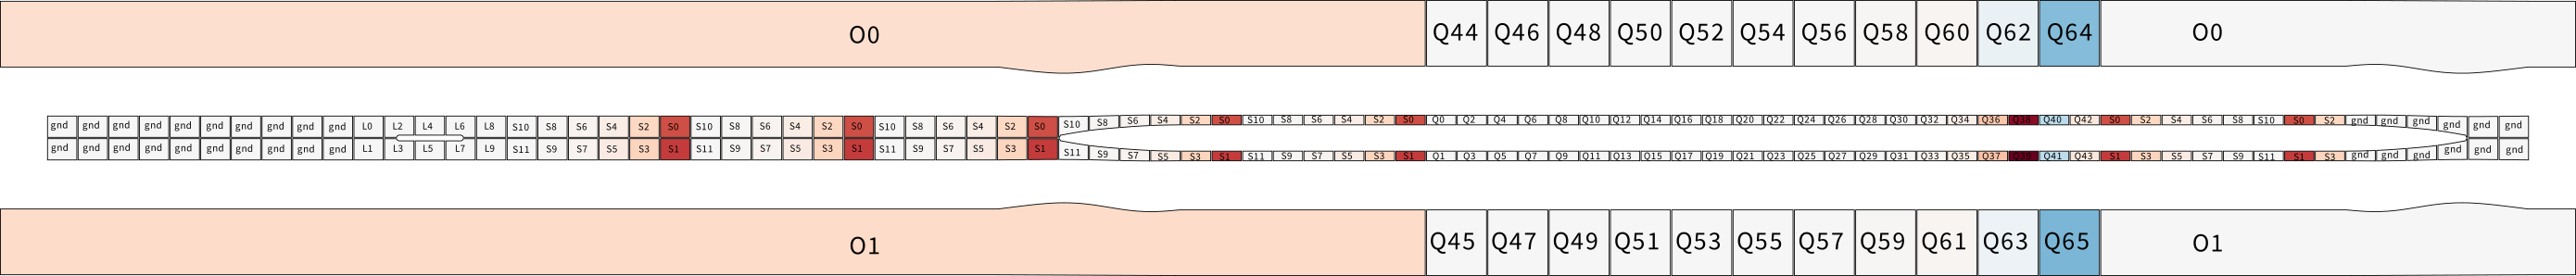 O0 Q44 Q46 Q48 Q50 Q52 Q54 Q56 Q58 Q60 Q62 Q64 O0
gnd gnd gnd gnd gnd gnd gnd gnd gnd gnd L0 L2 L4 L6 L8 S10 S8 S6 S4 S2 S0 S10 S8 S6 S4 S2 S0 S10 S8 S6 S4 S2 S0 S10 S8 S6 S4 S2 S0 S10 S8 S6 S4 S2 S0 Q0 Q2 Q4 Q6 Q8 Q10 Q12 Q14 Q16 Q18 Q20 Q22 Q24 Q26 Q28 Q30 Q32 Q34 Q36 Q38 Q40 Q42 S0 S2 S4 S6 S8 S10 S0 S2 gnd gnd gnd gnd gnd gnd
gnd gnd gnd gnd gnd gnd gnd gnd gnd gnd L1 L3 L5 L7 L9 S11 S9 S7 S5 S3 S1 S11 S9 S7 S5 S3 S1 S11 S9 S7 S5 S3 S1 S11 S9 S7 S5 S3 S1 S11 S9 S7 S5 S3 S1 Q1 Q3 Q5 Q7 Q9 Q11 Q13 Q15 Q17 Q19 Q21 Q23 Q25 Q27 Q29 Q31 Q33 Q35 Q37 Q39 Q41 Q43 S1 S3 S5 S7 S9 S11 S1 S3 gnd gnd gnd gnd gnd gnd
O1 Q45 Q47 Q49 Q51 Q53 Q55 Q57 Q59 Q61 Q63 Q65 O1